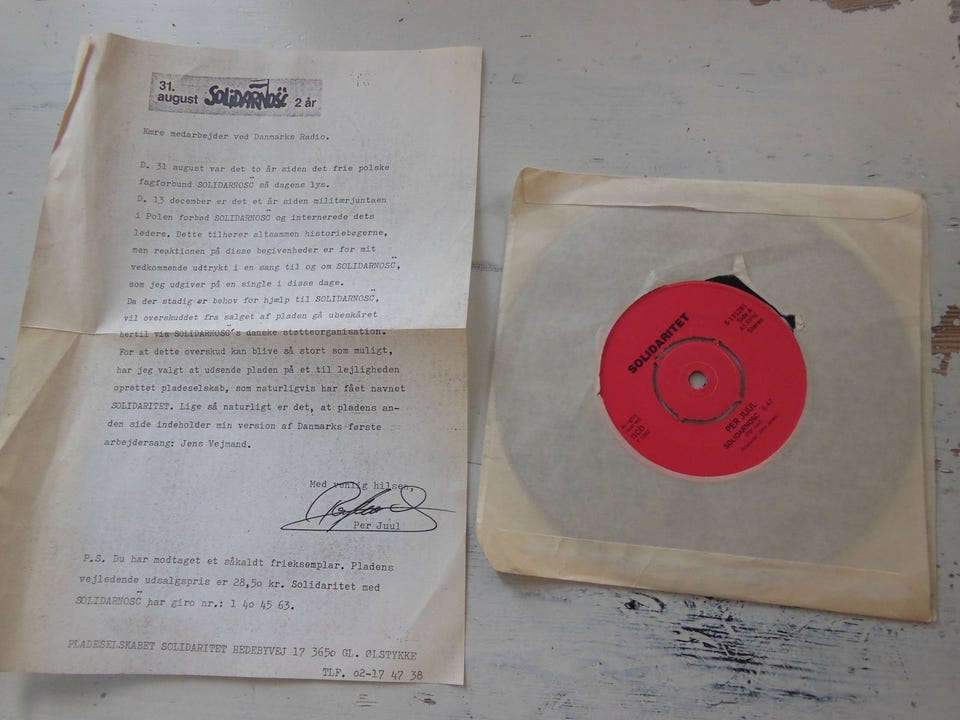 31.
august SOLIDARNOŚĆ 2 år
Kære medarbejder ved Danmarks Radio.
D. 31 august var det to år siden det frie polske
fagforbund SOLIDARNOSĆ så dagens lys.
D. 13 december er det et år siden militærjuntaen
i Polen forbød SOLIDARNOSĆ og internerede dets
ledere. Dette tilhører altsammen historiebøgerne,
men reaktionen på disse begivenheder er for mit
vedkommende udtrykt i en sang til og om SOLIDARNOSĆ,
som jeg udgiver på en single i disse dage.
Da der stadig er behov for hjælp til SOLIDARNOSĆ,
vil overskuddet fra salget af pladen gå ubeskåret
hertil via SOLIDARNOSĆ's danske støtteorganisation.
For at dette overskud kan blive så stort som muligt,
har jeg valgt at udsende pladen på et til lejligheden
oprettet pladeselskab, som naturligvis har fået navnet
SOLIDARITET. Lige så naturligt er det, at pladens an-
den side indeholder min version af Danmarks første
arbejdersang: Jens Vejmand.
Med venlig hilsen,
Per Juul
P.S. Du har modtaget et såkaldt frieksemplar. Pladens
vejledende udsalgspris er 28,50 kr. Solidaritet med
SOLIDARNOSĆ har giro nr.: 1 40 45 63.
PLADESELSKABET SOLIDARITET HEDEBYVEJ 17 3650 GL. ØLSTYKKE
TLF. 02-17 47 38
SOLIDARITET
Side A
Stereo
PER JUUL
SOLIDARNOSĆ